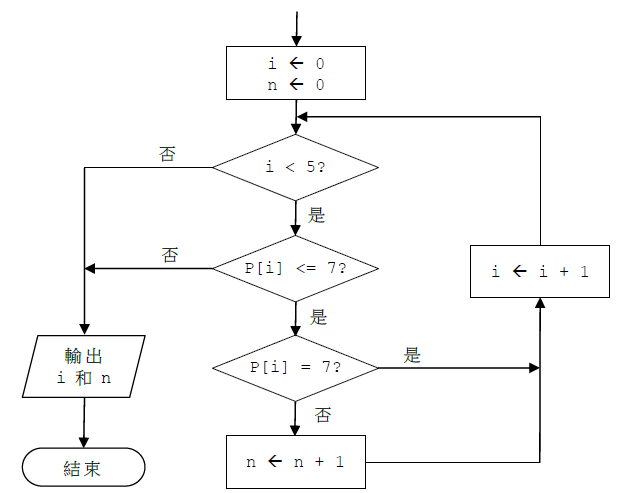 i ← 0
n ← 0
否
i < 5?
是
否
P[i] <= 7?
i ← i + 1
是
輸出
i 和 n
P[i] = 7?
是
否
n ← n + 1
結束